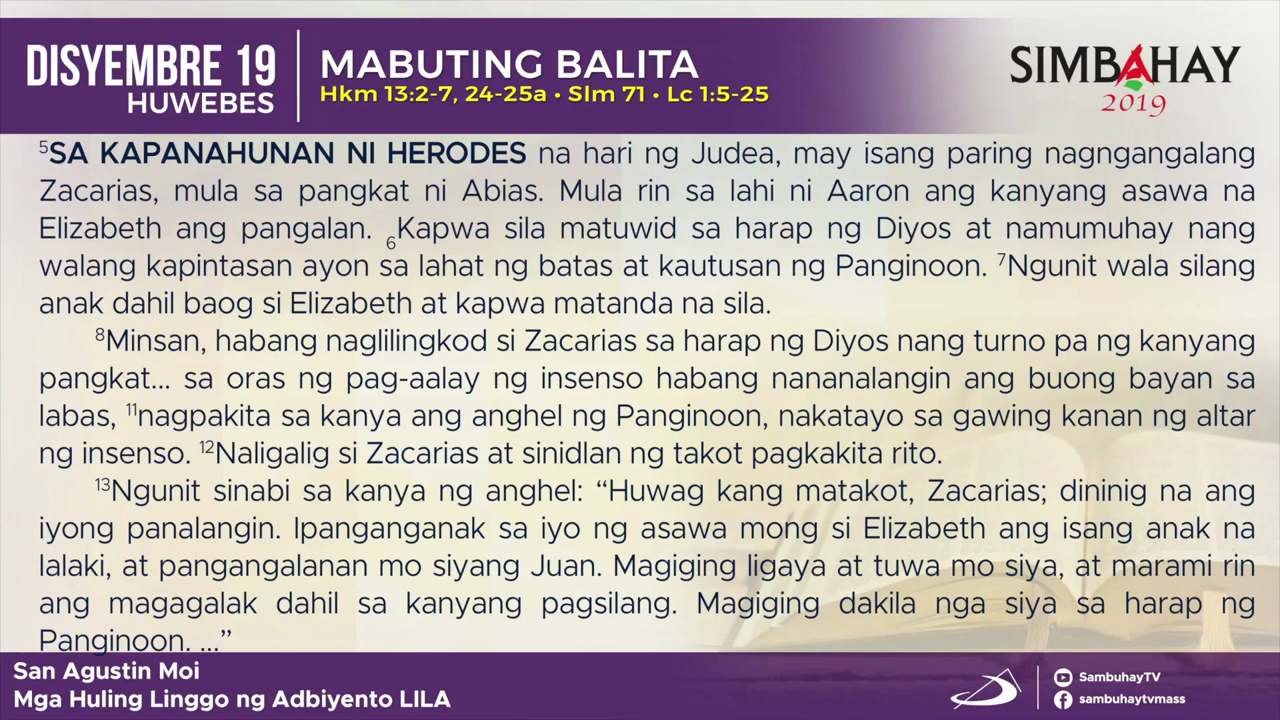 DISYEMBRE 19
HUWEBES
MABUTING BALITA
Hkm 13:2-7, 24-25a • Slm 71 • Lc 1:5-25
SIMBAHAY
2019
⁵SA KAPANAHUNAN NI HERODES na hari ng Judea, may isang paring nagngangalang
Zacarias, mula sa pangkat ni Abias. Mula rin sa lahi ni Aaron ang kanyang asawa na
Elizabeth ang pangalan. ₆Kapwa sila matuwid sa harap ng Diyos at namumuhay nang
walang kapintasan ayon sa lahat ng batas at kautusan ng Panginoon. ⁷Ngunit wala silang
anak dahil baog si Elizabeth at kapwa matanda na sila.
⁸Minsan, habang naglilingkod si Zacarias sa harap ng Diyos nang turno pa ng kanyang
pangkat... sa oras ng pag-aalay ng insenso habang nananalangin ang buong bayan sa
labas, ¹¹nagpakita sa kanya ang anghel ng Panginoon, nakatayo sa gawing kanan ng altar
ng insenso. ¹²Naligalig si Zacarias at sinidlan ng takot pagkakita rito.
¹³Ngunit sinabi sa kanya ng anghel: “Huwag kang matakot, Zacarias; dininig na ang
iyong panalangin. Ipanganganak sa iyo ng asawa mong si Elizabeth ang isang anak na
lalaki, at pangangalanan mo siyang Juan. Magiging ligaya at tuwa mo siya, at marami rin
ang magagalak dahil sa kanyang pagsilang. Magiging dakila nga siya sa harap ng
Panginoon. ...”
San Agustin Moi
Mga Huling Linggo ng Adbiyento LILA
SambuhayTV
sambuhaytvmass